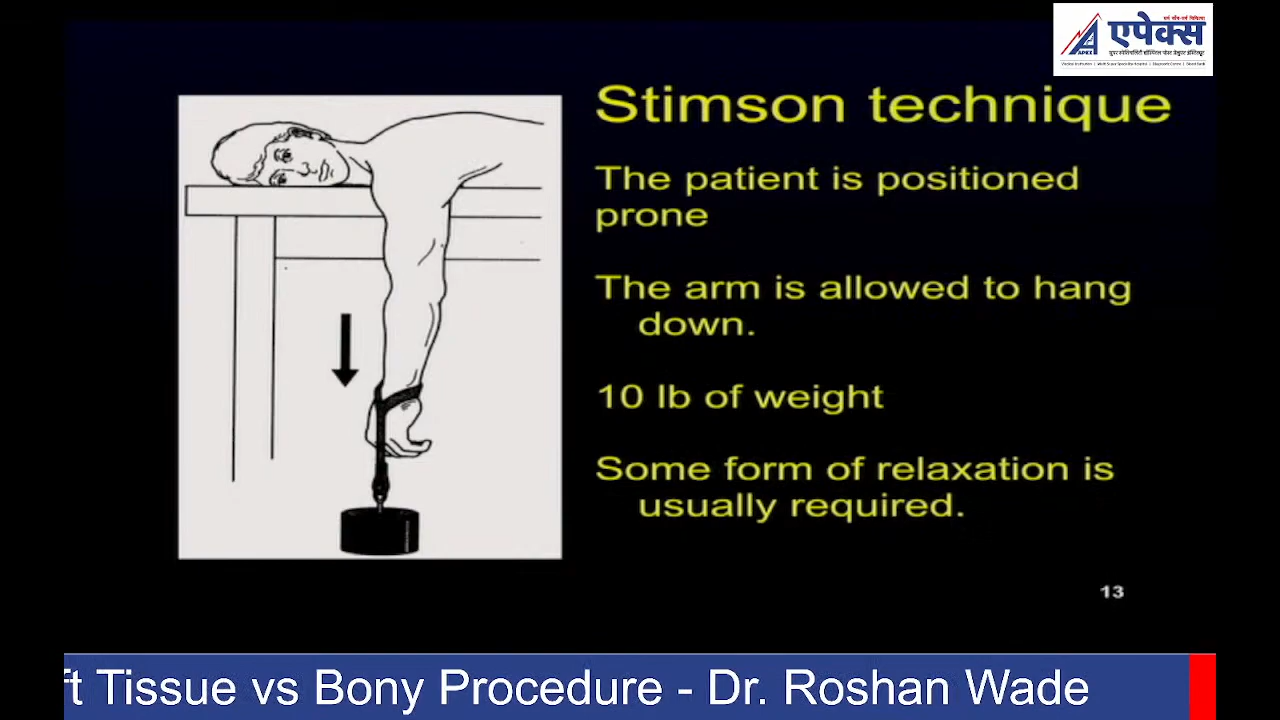 एपेक्स
APEX
Stimson technique
The patient is positioned
prone
The arm is allowed to hang
down.
10 lb of weight
Some form of relaxation is
usually required.
13
ft Tissue vs Bony Procedure - Dr. Roshan Wade